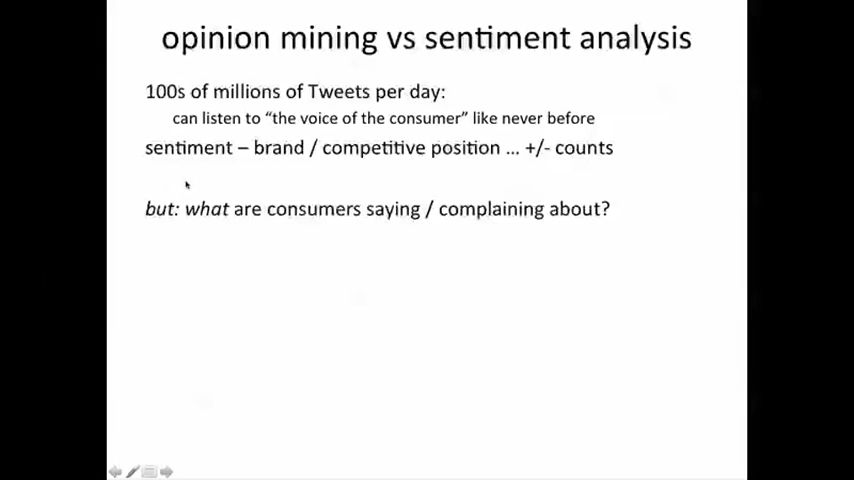 opinion mining vs sentiment analysis
100s of millions of Tweets per day:
can listen to “the voice of the consumer” like never before
sentiment – brand / competitive position … +/- counts
but: what are consumers saying / complaining about?